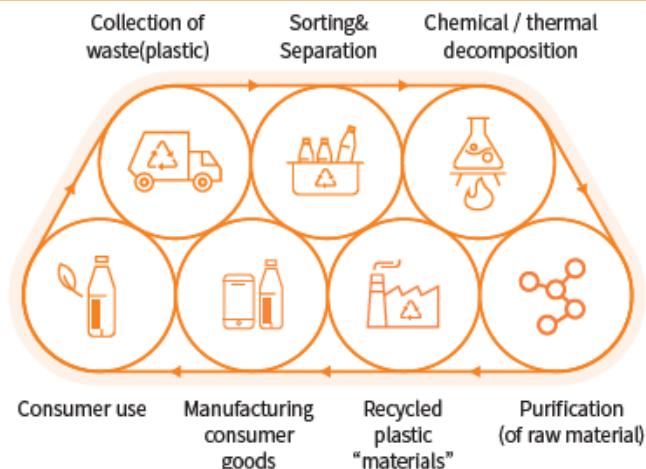 Collection of
waste(plastic)
Sorting&
Separation
Chemical / thermal
decomposition
Consumer use
Manufacturing
consumer
goods
Recycled
plastic
“materials”
Purification
(of raw material)